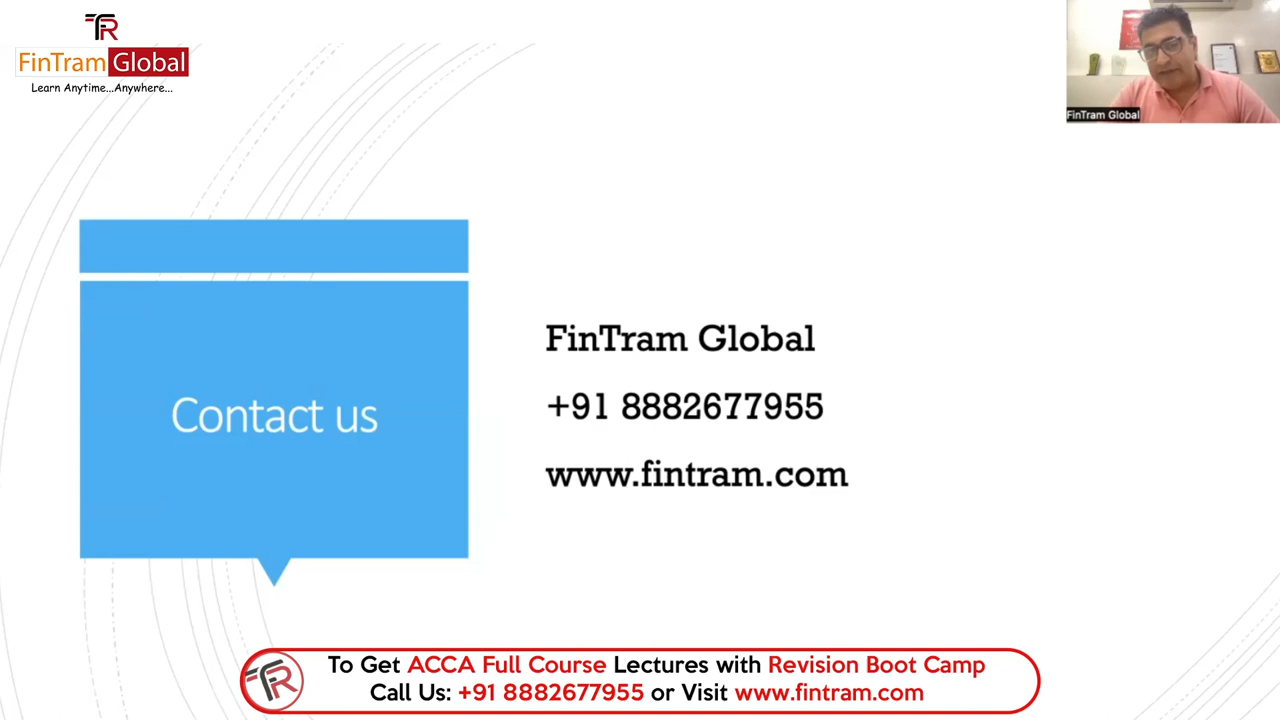 FR
FinTram Global
Learn Anytime...Anywhere...
FinTram Global
Contact us
FinTram Global
+91 8882677955
www.fintram.com
To Get ACCA Full Course Lectures with Revision Boot Camp
Call Us: +91 8882677955 or Visit www.fintram.com